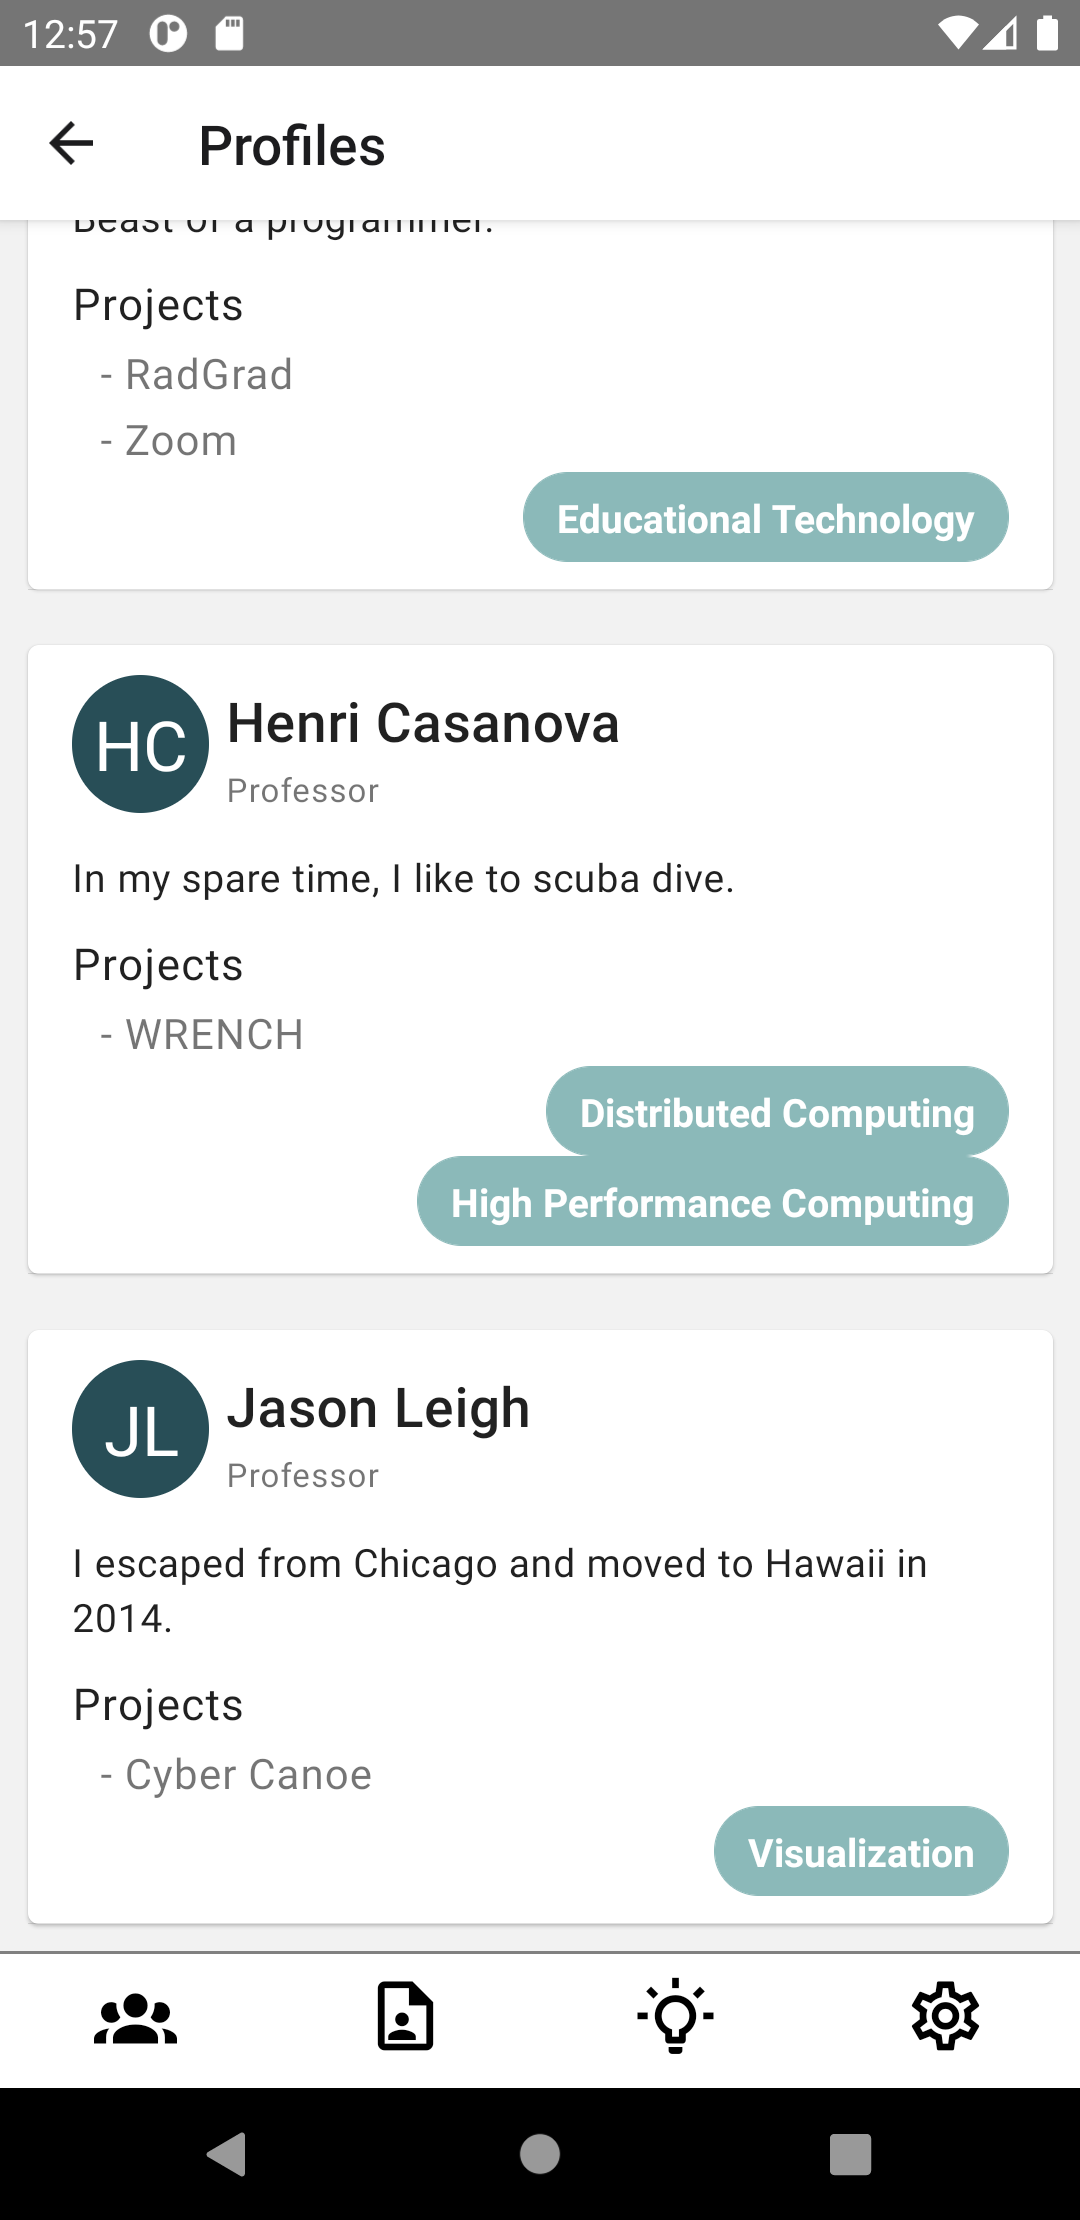 12:57
Profiles
Beast of a programmer.
Projects
- RadGrad
- Zoom
Educational Technology
HC
Henri Casanova
Professor
In my spare time, I like to scuba dive.
Projects
- WRENCH
Distributed Computing
High Performance Computing
JL
Jason Leigh
Professor
I escaped from Chicago and moved to Hawaii in
2014.
Projects
- Cyber Canoe
Visualization